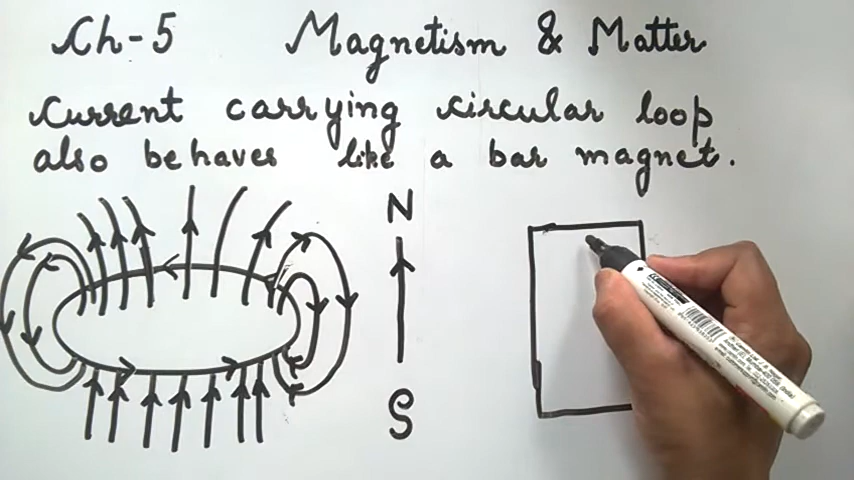 Ch-5 Magnetism & Matter
Current carrying circular loop
also behaves like a bar magnet.
N
S